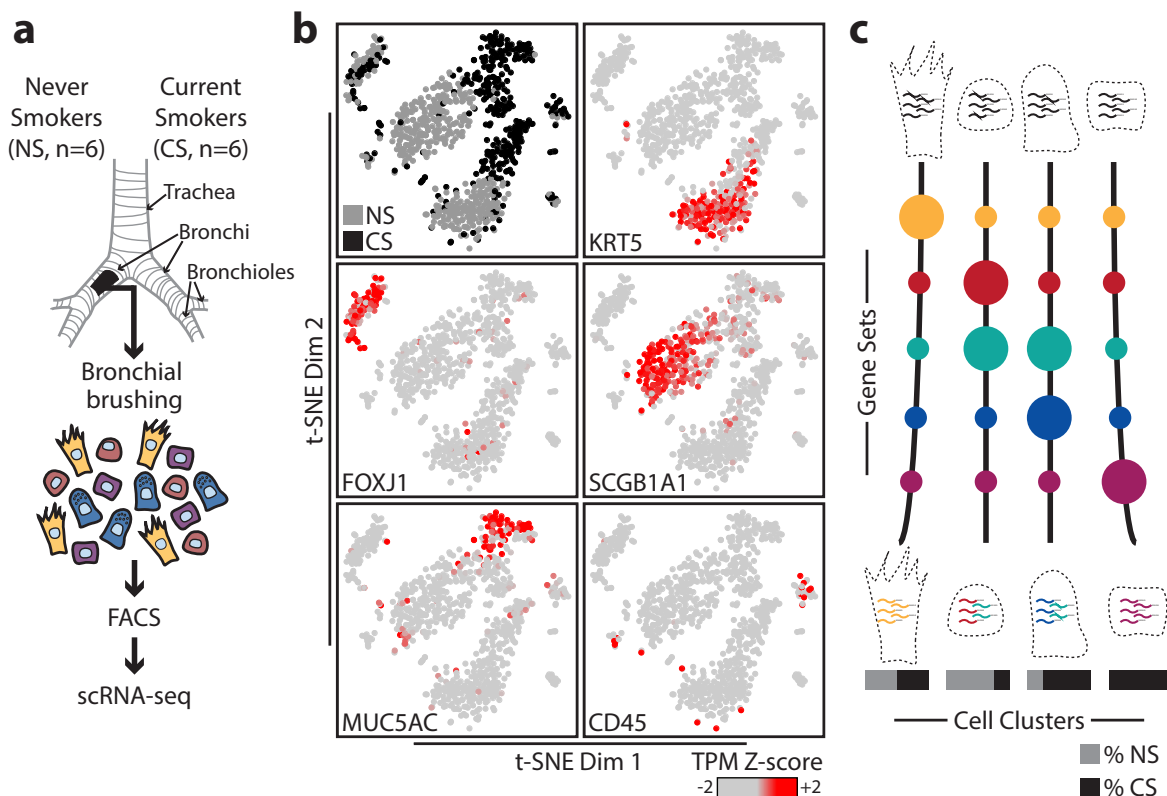 a
Never
Smokers
(NS, n=6)
Current
Smokers
(CS, n=6)
Trachea
Bronchi
Bronchioles
Bronchial
brushing
FACS
scRNA-seq
b
NS
CS
KRT5
FOXJ1
SCGB1A1
MUC5AC
CD45
t-SNE Dim 2
t-SNE Dim 1
TPM Z-score
-2
+2
c
Gene Sets
Cell Clusters
% NS
% CS